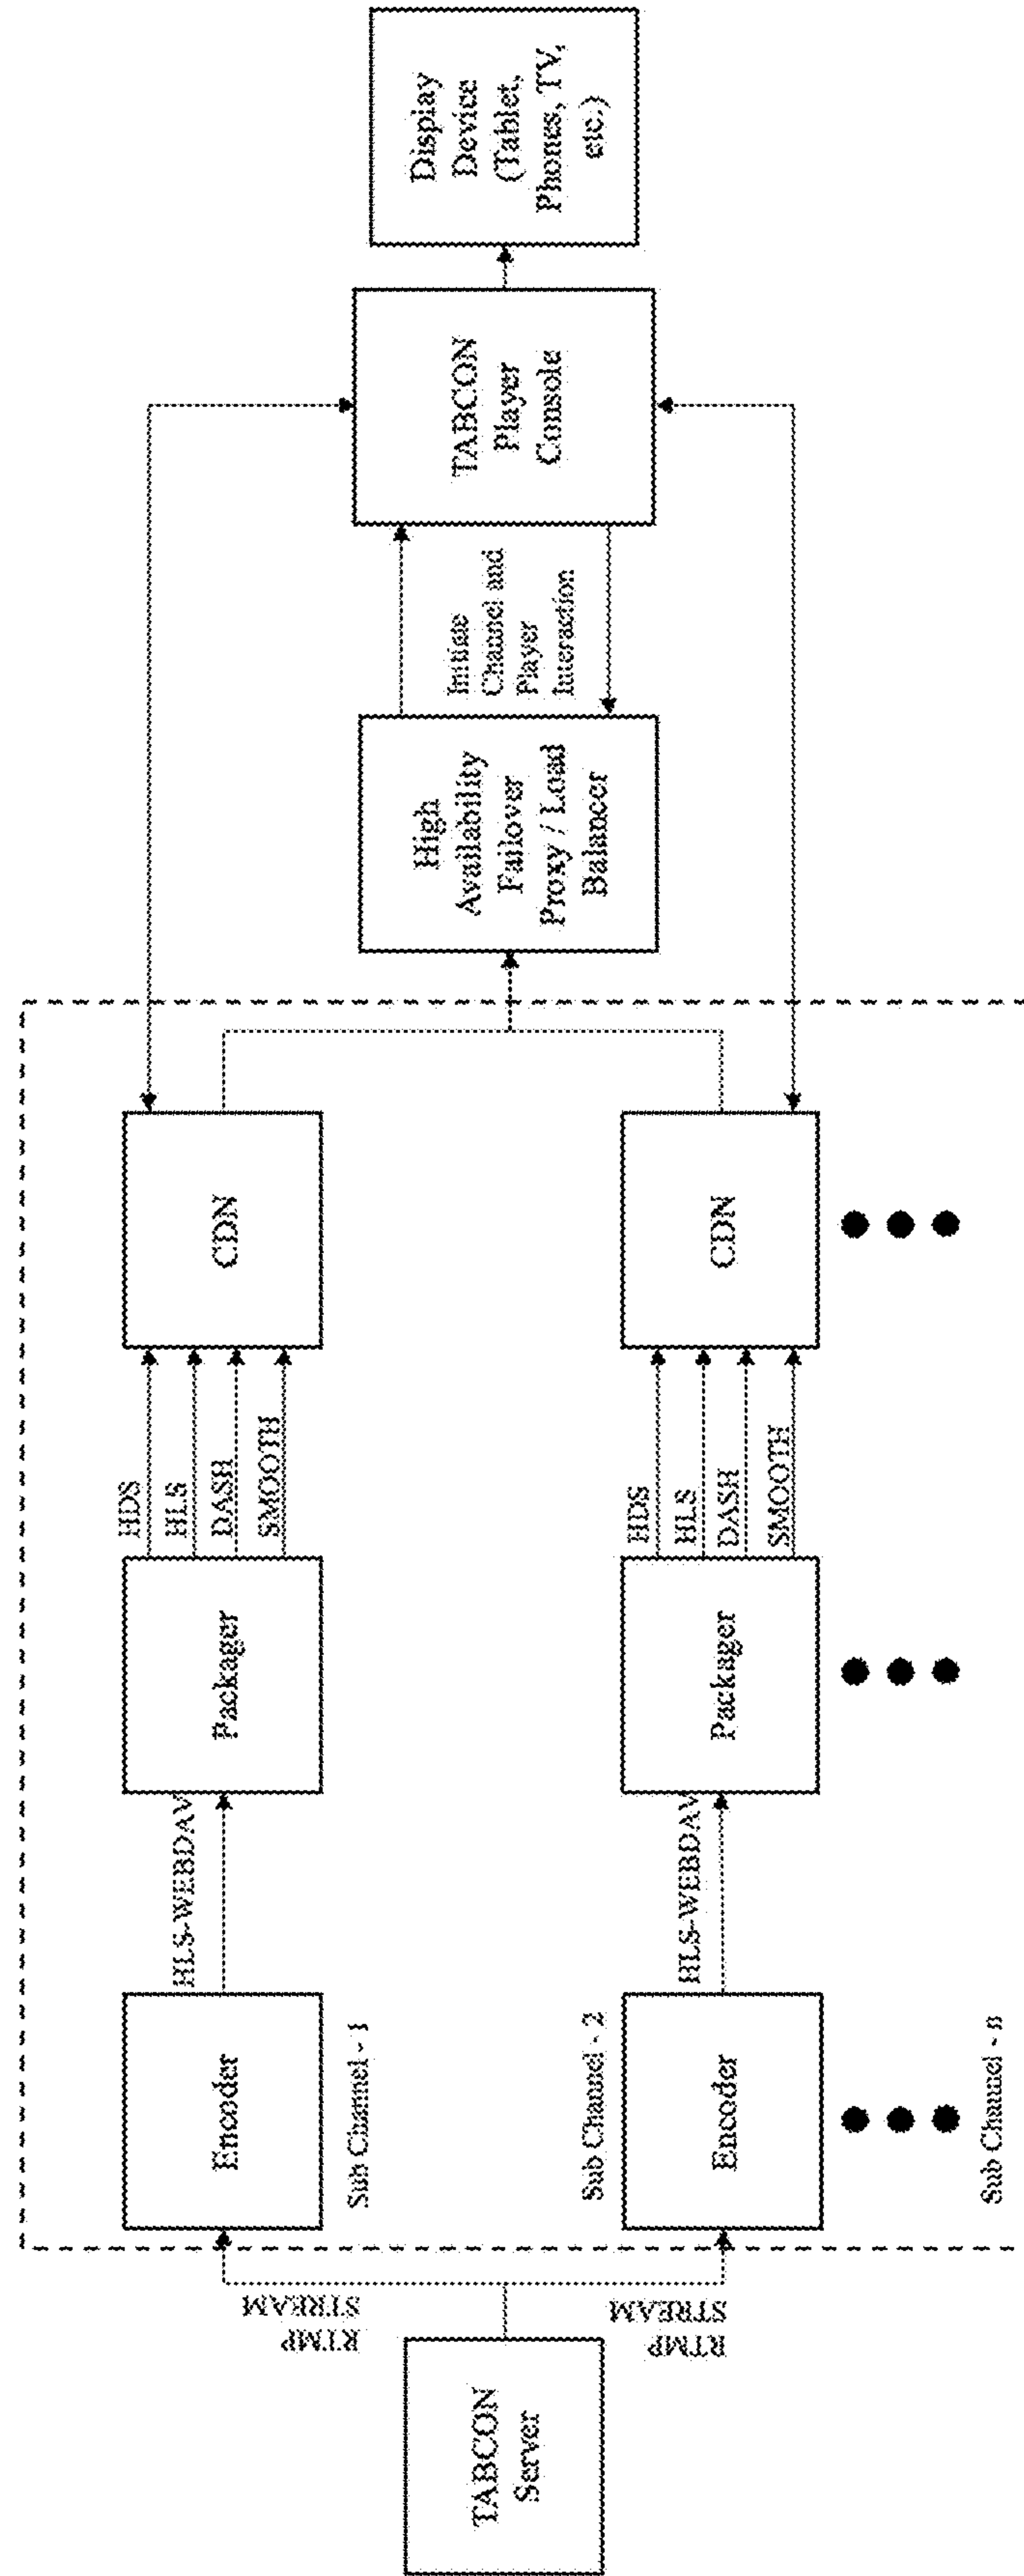 TABCON
Server
RTMP
STREAM
RTMP
STREAM
Encoder
Sub Channel - 1
HLS-WEBDAV
Packager
HDS
HLS
DASH
SMOOTH
CDN
Sub Channel - 2
Encoder
HLS-WEBDAV
Packager
HDS
HLS
DASH
SMOOTH
CDN
Sub Channel - n
High
Availability
Failover
Proxy / Load
Balancer
Initiate
Channel and
Player
Interaction
TABCON
Player
Console
Display
Device
(Tablet,
Phones, TV,
etc.)